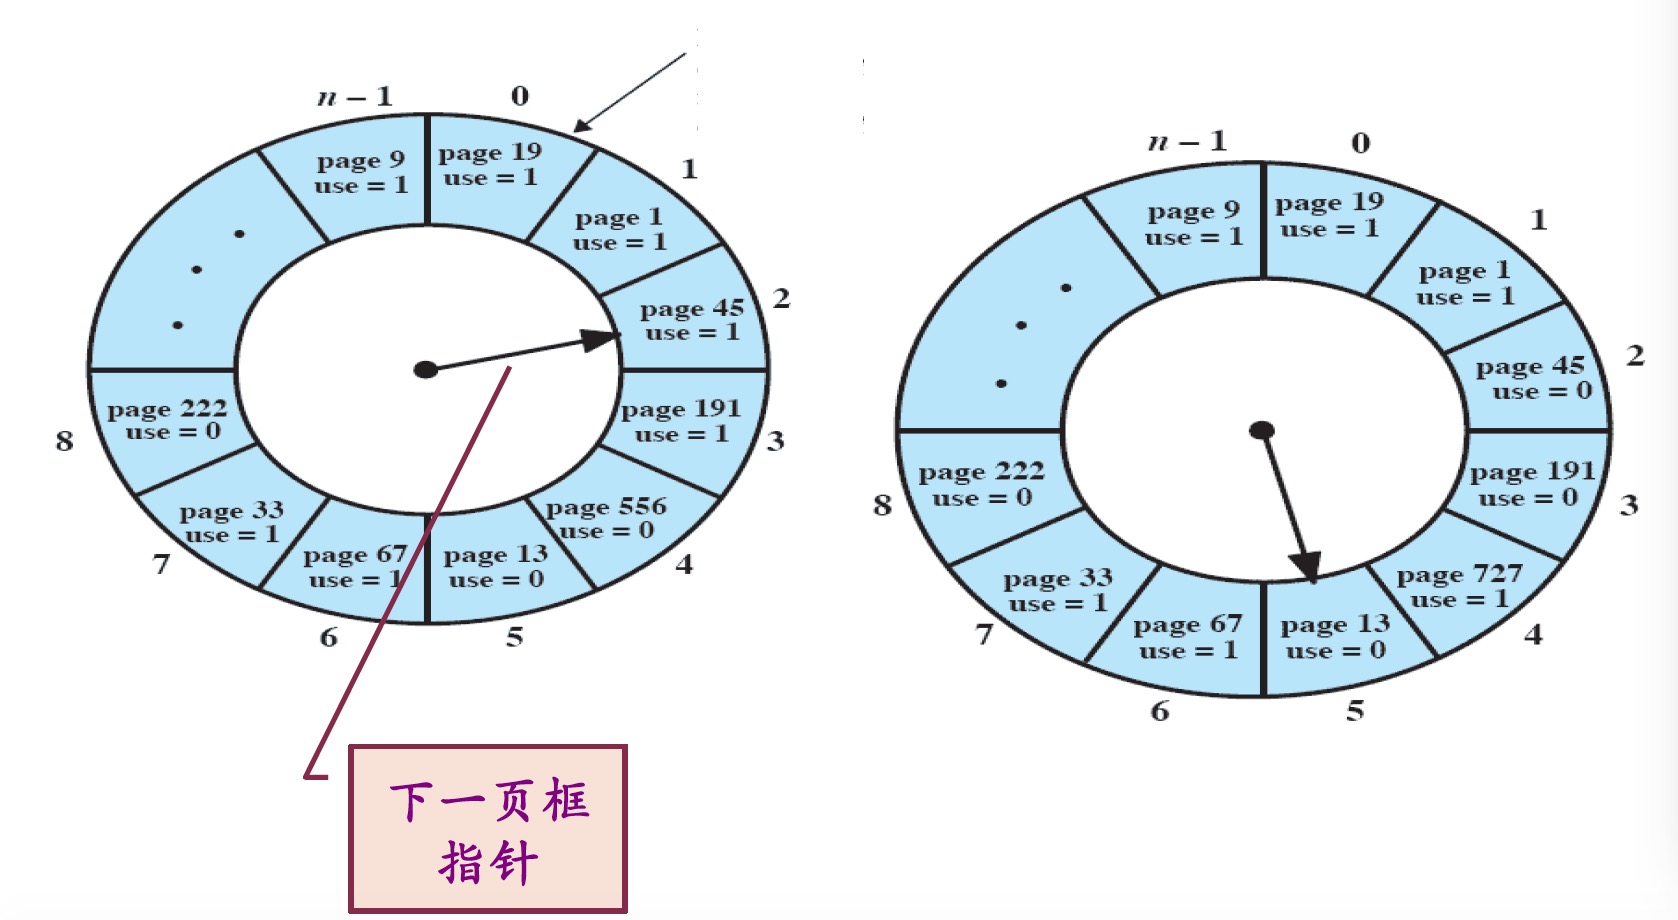 n – 1
0
page 9
use = 1
page 19
use = 1
1
page 1
use = 1
2
page 45
use = 1
page 191
use = 1
3
page 556
use = 0
4
page 13
use = 0
5
page 67
use = 1
6
page 33
use = 1
7
page 222
use = 0
8
下一页框
指针
n – 1
0
page 9
use = 1
page 19
use = 1
1
page 1
use = 1
2
page 45
use = 0
page 191
use = 0
3
page 727
use = 1
4
page 13
use = 0
5
page 67
use = 1
6
page 33
use = 1
7
page 222
use = 0
8